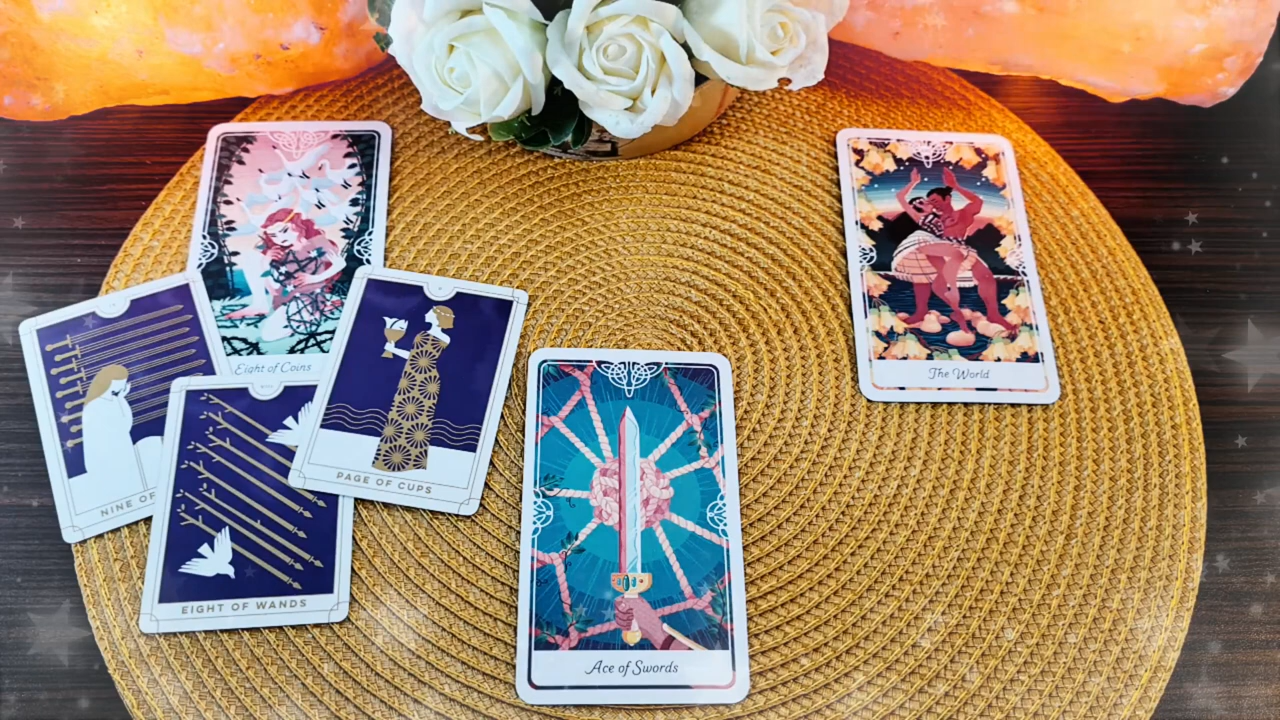 Eight of Coins
The World
NINE OF
PAGE OF CUPS
EIGHT OF WANDS
Ace of Swords